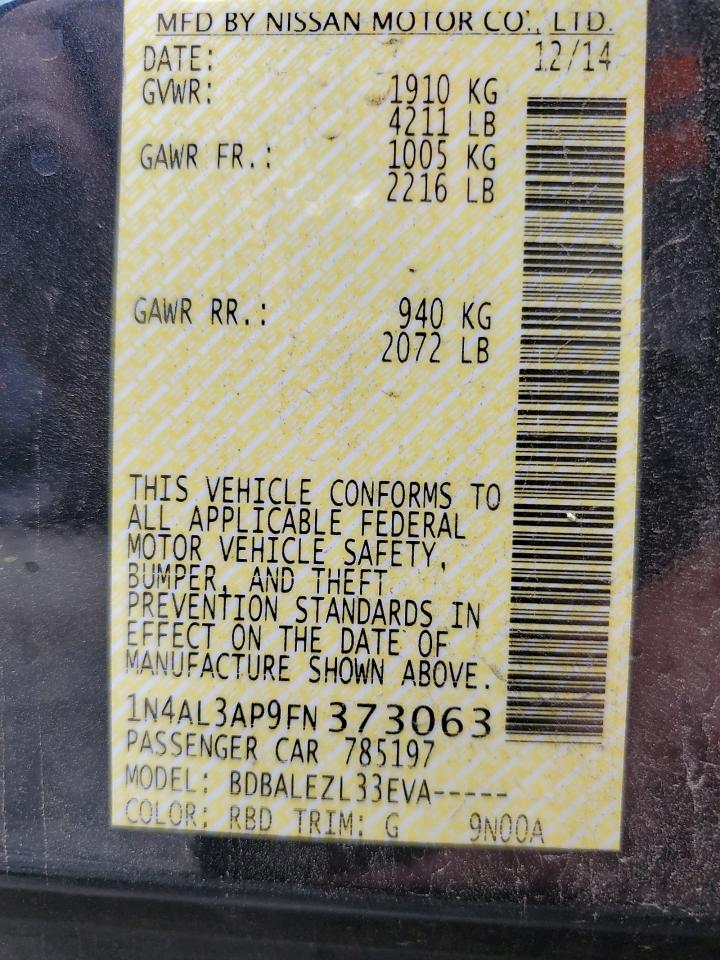 MFD BY NISSAN MOTOR CO., LTD.
DATE: 12/14
GVWR: 1910 KG
4211 LB
GAWR FR.: 1005 KG
2216 LB
GAWR RR.: 940 KG
2072 LB
THIS VEHICLE CONFORMS TO
ALL APPLICABLE FEDERAL
MOTOR VEHICLE SAFETY,
BUMPER, AND THEFT
PREVENTION STANDARDS IN
EFFECT ON THE DATE OF
MANUFACTURE SHOWN ABOVE.
1N4AL3AP9FN373063
PASSENGER CAR 785197
MODEL: BDBALEZL33EVA-----
COLOR: RBD TRIM: G 9N00A